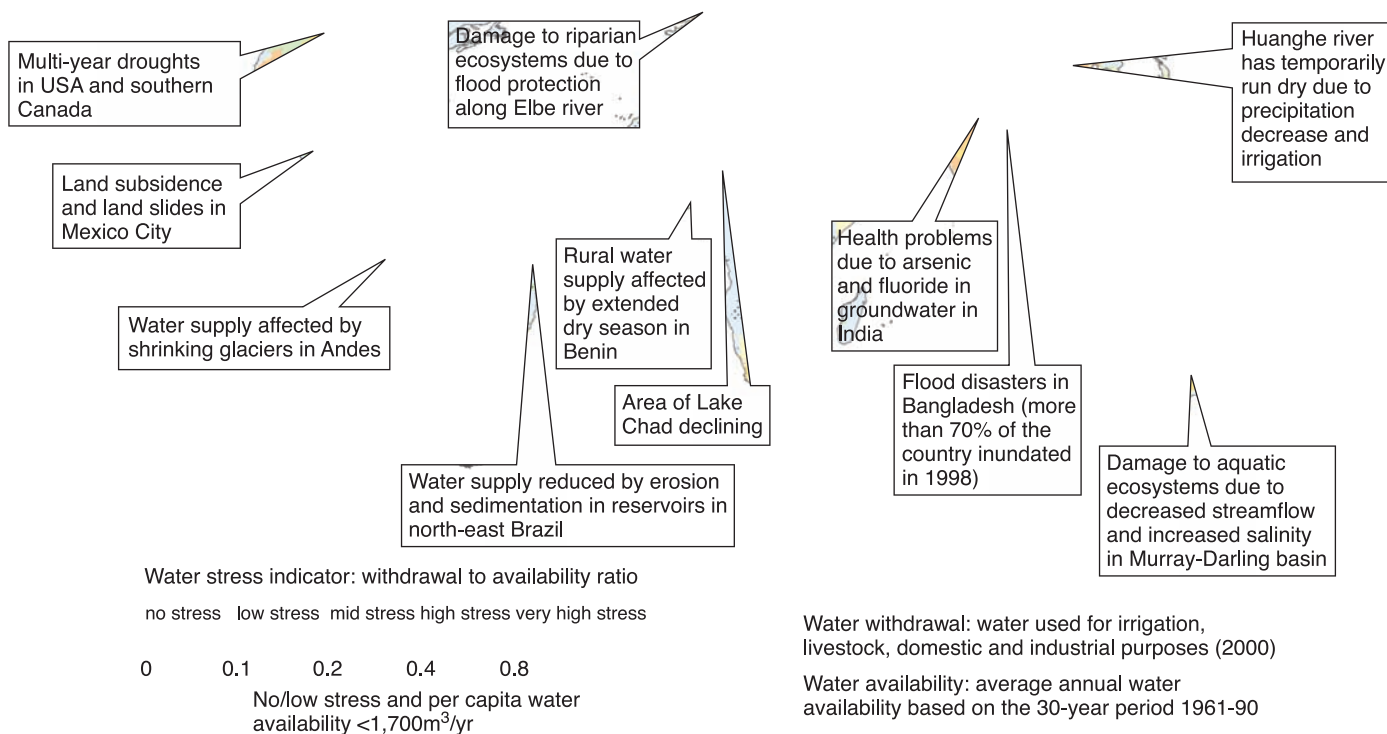 Multi-year droughts
in USA and southern
Canada
Damage to riparian
ecosystems due to
flood protection
along Elbe river
Huanghe river
has temporarily
run dry due to
precipitation
decrease and
irrigation
Land subsidence
and land slides in
Mexico City
Water supply affected by
shrinking glaciers in Andes
Rural water
supply affected
by extended
dry season in
Benin
Health problems
due to arsenic
and fluoride in
groundwater in
India
Area of Lake
Chad declining
Flood disasters in
Bangladesh (more
than 70% of the
country inundated
in 1998)
Water supply reduced by erosion
and sedimentation in reservoirs in
north-east Brazil
Damage to aquatic
ecosystems due to
decreased streamflow
and increased salinity
in Murray-Darling basin
Water stress indicator: withdrawal to availability ratio
no stress low stress mid stress high stress very high stress
0 0.1 0.2 0.4 0.8
No/low stress and per capita water
availability <1,700m³/yr
Water withdrawal: water used for irrigation,
livestock, domestic and industrial purposes (2000)
Water availability: average annual water
availability based on the 30-year period 1961-90